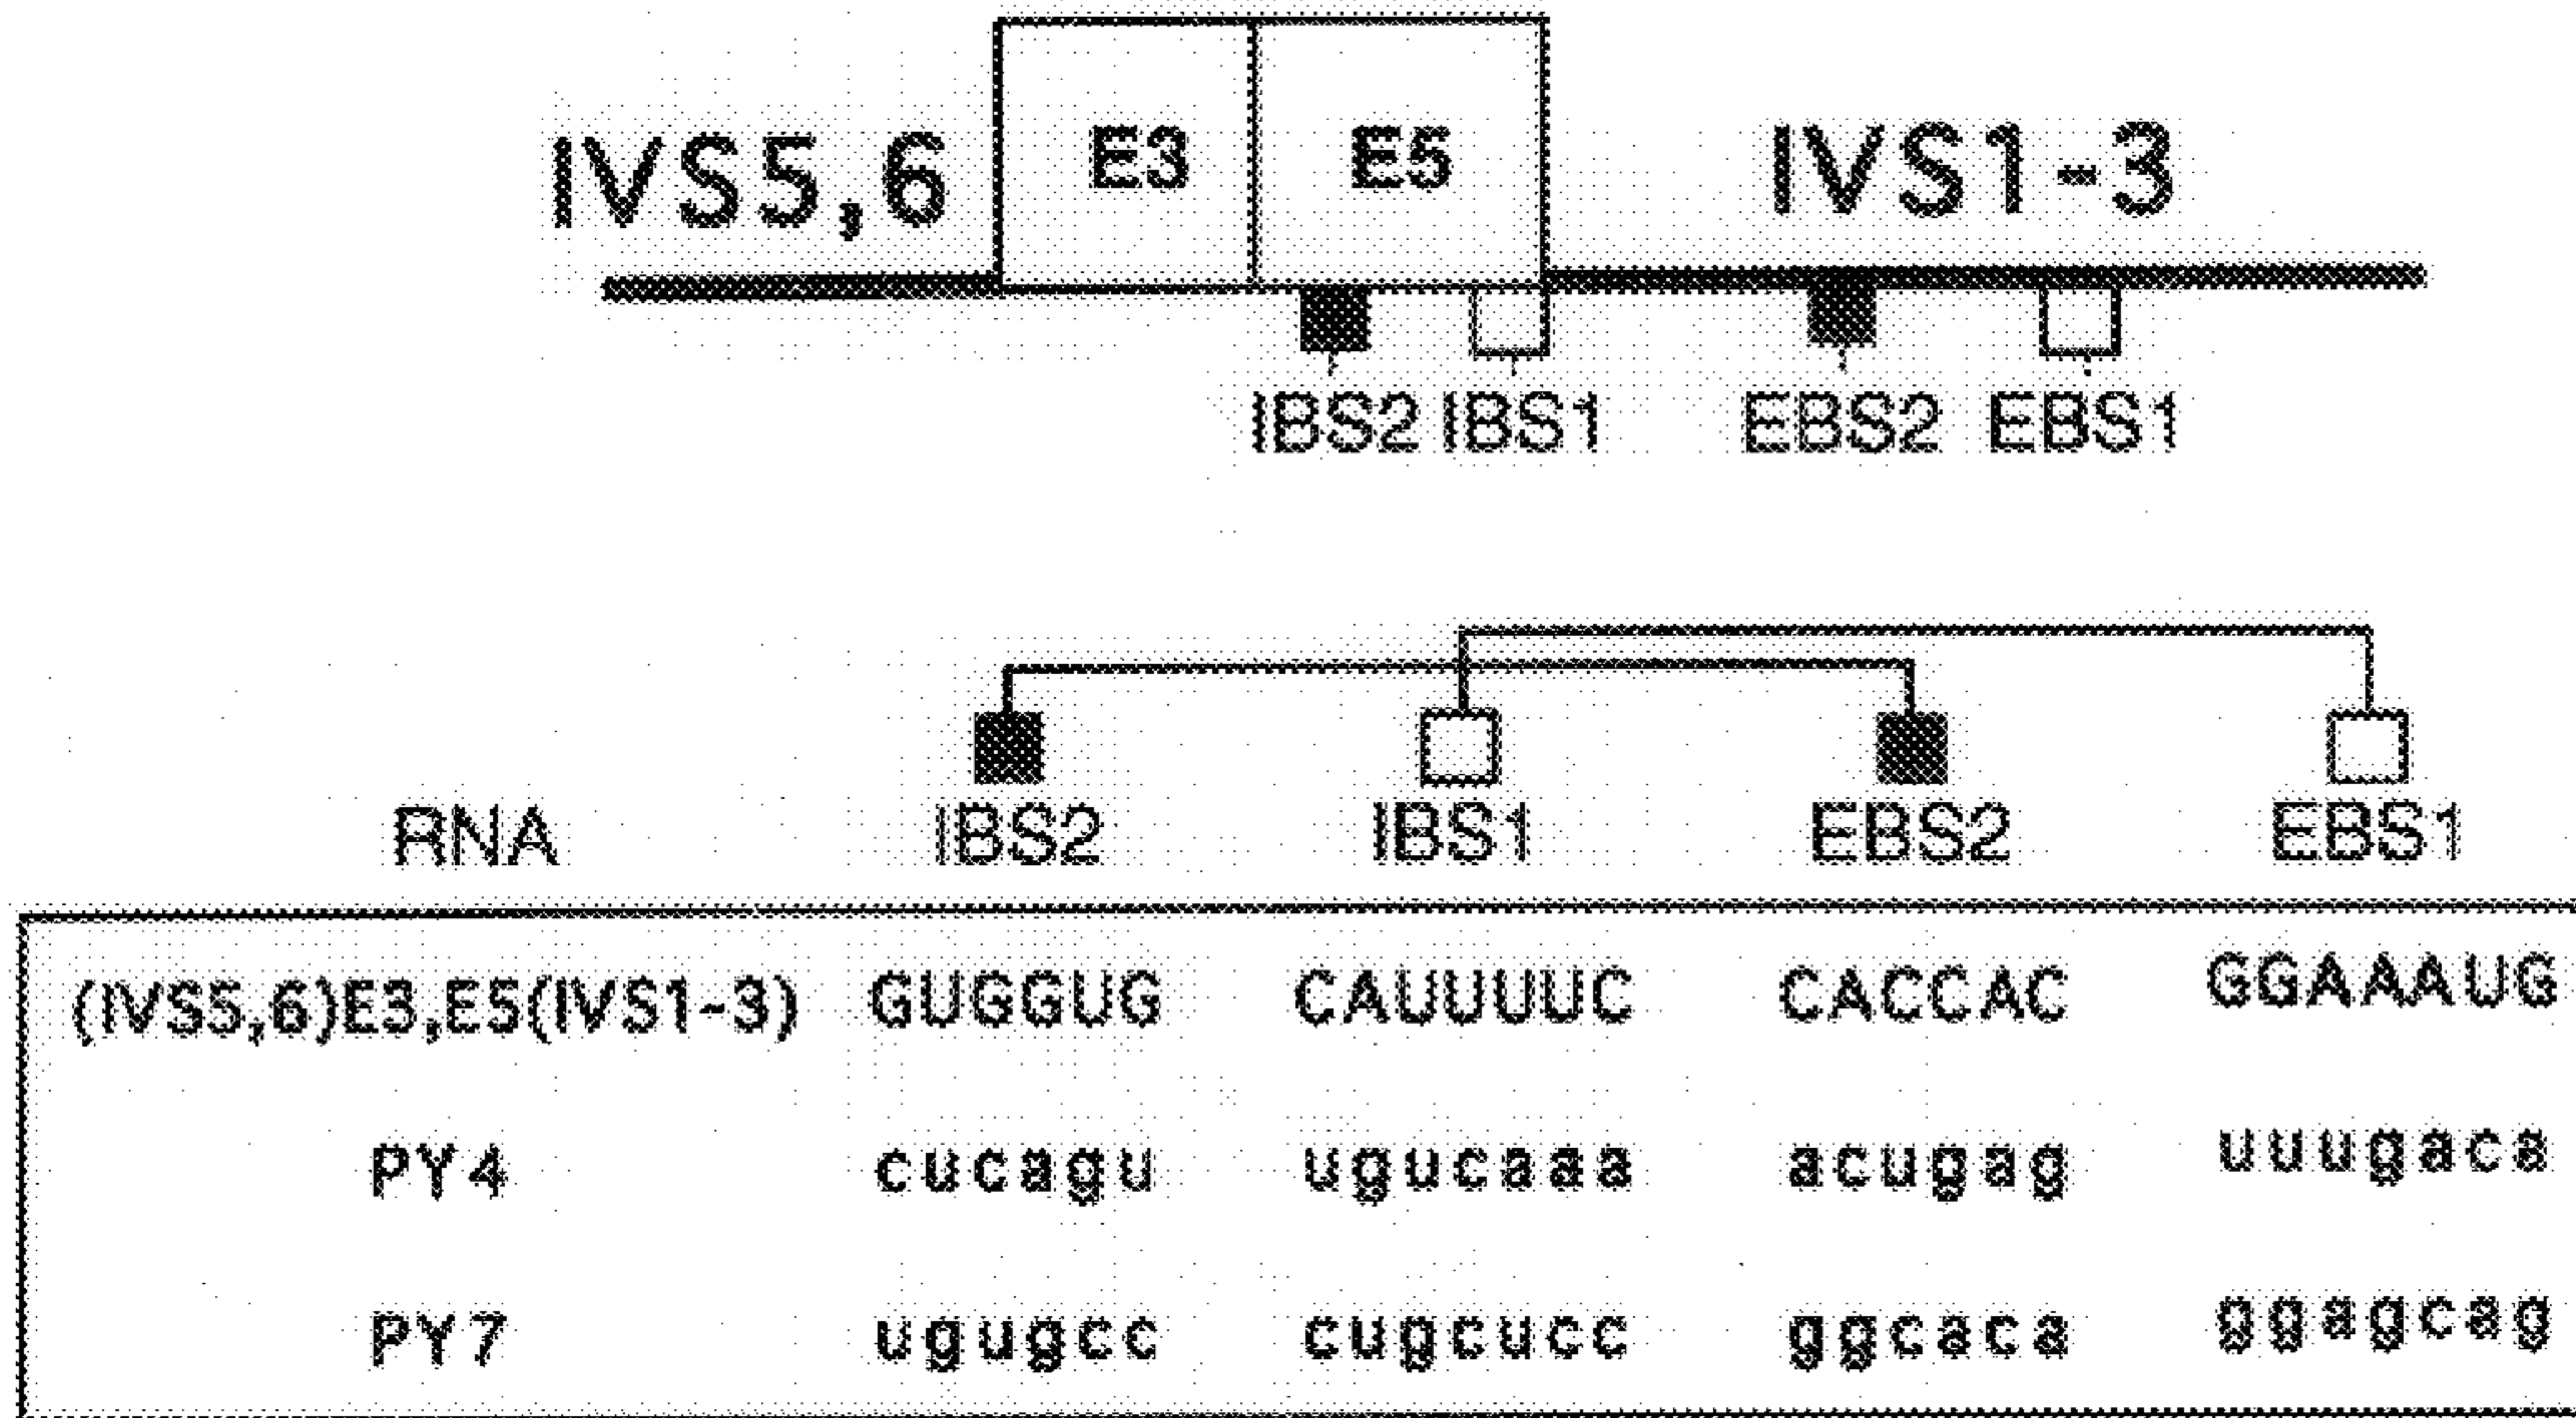 IVS5,6 E3 E5 IVS1-3
IBS2 IBS1 EBS2 EBS1
RNA IBS2 IBS1 EBS2 EBS1
(IVS5,6)E3,E5(IVS1-3) GUGGUG CAUUUUC CACCAC GGAAAUG
PY4 cucagu ugucaaa acugag uuugaca
PY7 ugugcc cugcucc ggcaca ggagcag